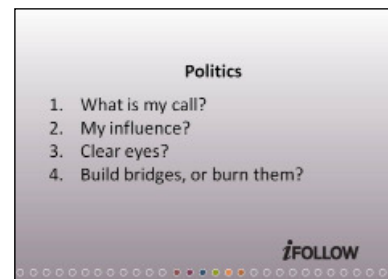 Politics
1. What is my call?
2. My influence?
3. Clear eyes?
4. Build bridges, or burn them?
iFOLLOW